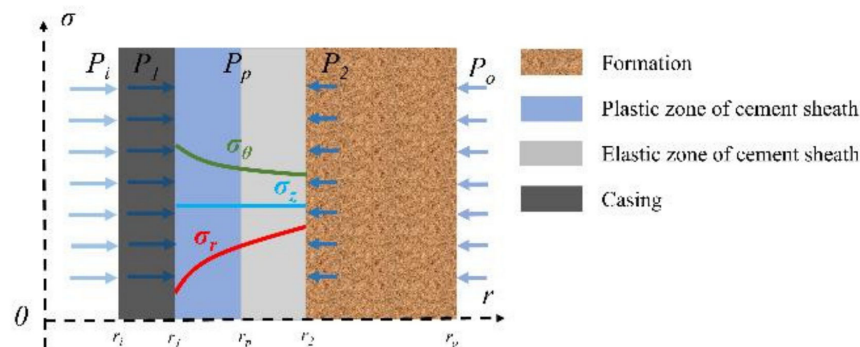 σ
P_i P_1 P_p P_2 P_o
σ_θ
σ_z
σ_r
0
r
r_i r_1 r_p r_2 r_o
Formation
Plastic zone of cement sheath
Elastic zone of cement sheath
Casing